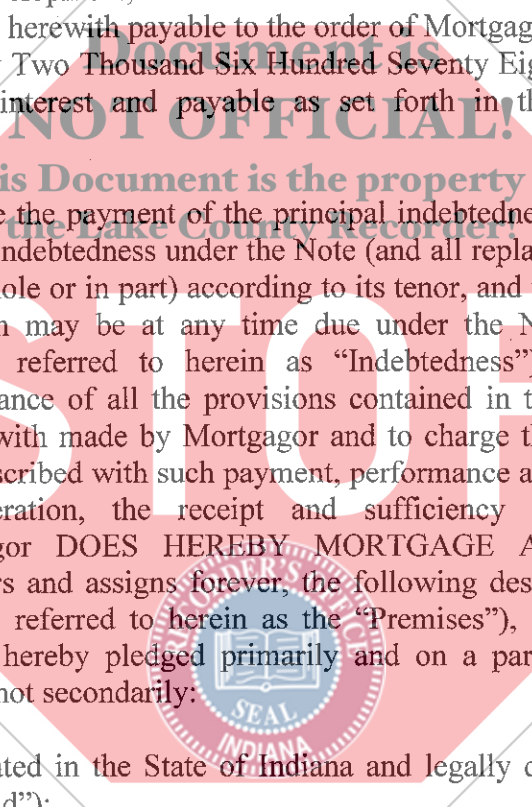 herewith payable to the order of Mortgag
Document is
Two Thousand Six Hundred Seventy Eig
interest and payable as set forth in th
NOT OFFICIAL!
is Document is the property
e the payment of the principal indebtedne
the Lake County Recorder!
ndebtedness under the Note (and all repla
ole or in part) according to its tenor, and
n may be at any time due under the N
referred to herein as “Indebtedness”)
ance of all the provisions contained in t
with made by Mortgagor and to charge th
scribed with such payment, performance a
STOP
eration, the receipt and sufficiency
gor DOES HEREBY MORTGAGE A
rs and assigns forever, the following des
referred to herein as the “Premises”),
hereby pledged primarily and on a par
not secondarily:
RECORDER'S OFFICE
SEAL
INDIANA
ated in the State of Indiana and legally d
d”):